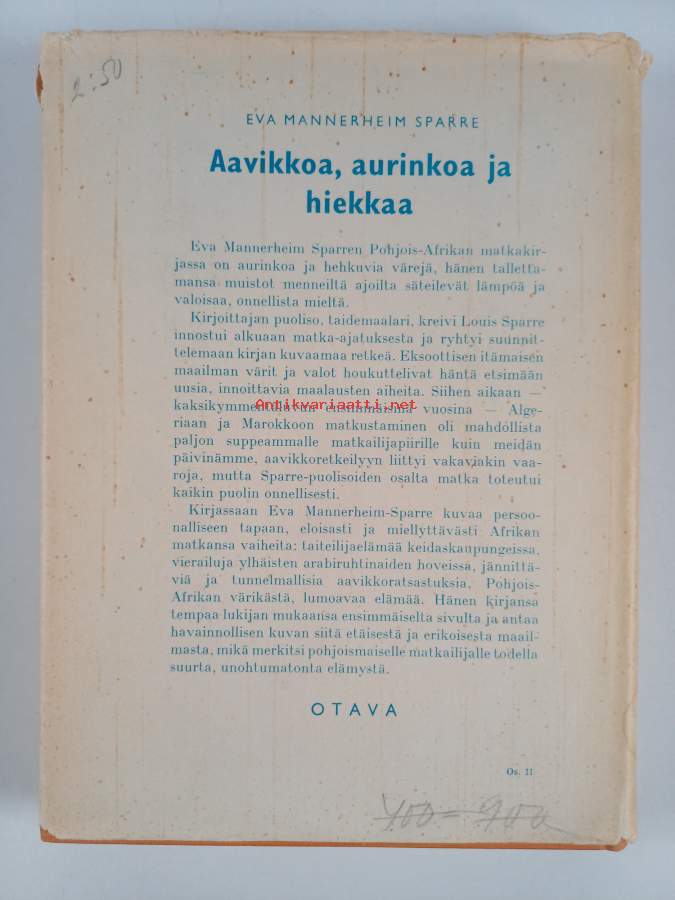 2:50
EVA MANNERHEIM SPARRE
Aavikkoa, aurinkoa ja
hiekkaa
Eva Mannerheim Sparren Pohjois-Afrikan matkakir-
jassa on aurinkoa ja hehkuvia värejä, hänen talletta-
mansa muistot menneiltä ajoilta säteilevät lämpöä ja
valoisaa, onnellista mieltä.
Kirjoittajan puoliso, taidemaalari, kreivi Louis Sparre
innostui alkuaan matka-ajatuksesta ja ryhtyi suunnit-
telemaan kirjan kuvaamaa retkeä. Eksoottisen itämaisen
maailman värit ja valot houkuttelivat häntä etsimään
uusia, innoittavia maalausten aiheita. Siihen aikaan —
Antikvariaatti.net
kaksikymmentäluvun ensimmäisinä vuosina — Alge-
riaan ja Marokkoon matkustaminen oli mahdollista
paljon suppeammalle matkailijapiirille kuin meidän
päivinämme, aavikkoretkeilyyn liittyi vakaviakin vaa-
roja, mutta Sparre-puolisoiden osalta matka toteutui
kaikin puolin onnellisesti.
Kirjassaan Eva Mannerheim-Sparre kuvaa persoo-
nalliseen tapaan, eloisasti ja miellyttävästi Afrikan
matkansa vaiheita: taiteilijaelämää keidaskaupungeissa,
vierailuja ylhäisten arabiruhtinaiden hoveissa, jännittä-
viä ja tunnelmallisia aavikkoratsastuksia, Pohjois-
Afrikan värikästä, lumoavaa elämää. Hänen kirjansa
tempaa lukijan mukaansa ensimmäiseltä sivulta ja antaa
havainnollisen kuvan siitä etäisestä ja erikoisesta maail-
masta, mikä merkitsi pohjoismaiselle matkailijalle todella
suurta, unohtumatonta elämystä.
OTAVA
Os. 11